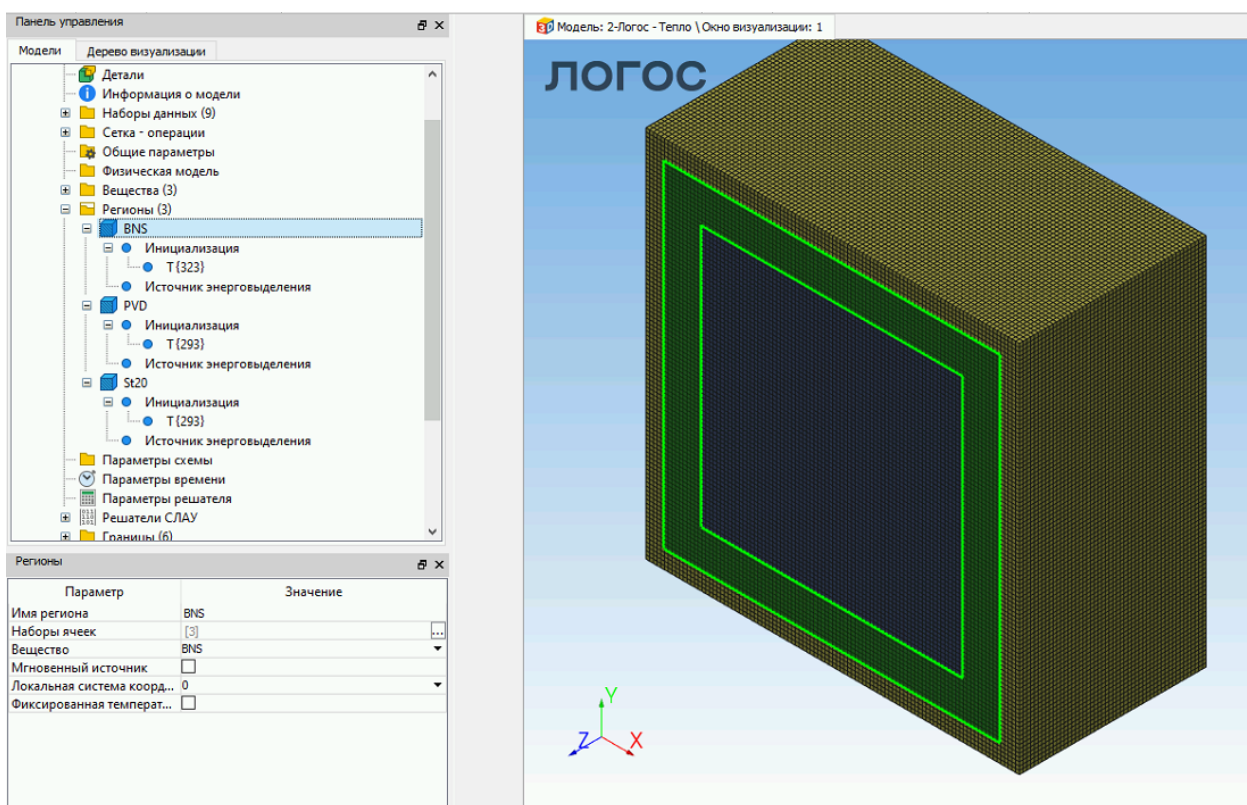 Панель управления
Модели Дерево визуализации
Детали
Информация о модели
Наборы данных (9)
Сетка - операции
Общие параметры
Физическая модель
Вещества (3)
Регионы (3)
BNS
Инициализация
T{323}
Источник энерговыделения
PVD
Инициализация
T{293}
Источник энерговыделения
St20
Инициализация
T{293}
Источник энерговыделения
Параметры схемы
Параметры времени
Параметры решателя
Решатели СЛАУ
Границы (6)
Регионы
Параметр Значение
Имя региона BNS
Наборы ячеек [3] ...
Вещество BNS
Мгновенный источник
Локальная система коорд... 0
Фиксированная температ...
Модель: 2-Логос - Тепло \ Окно визуализации: 1
ЛОГОС
Y
Z X